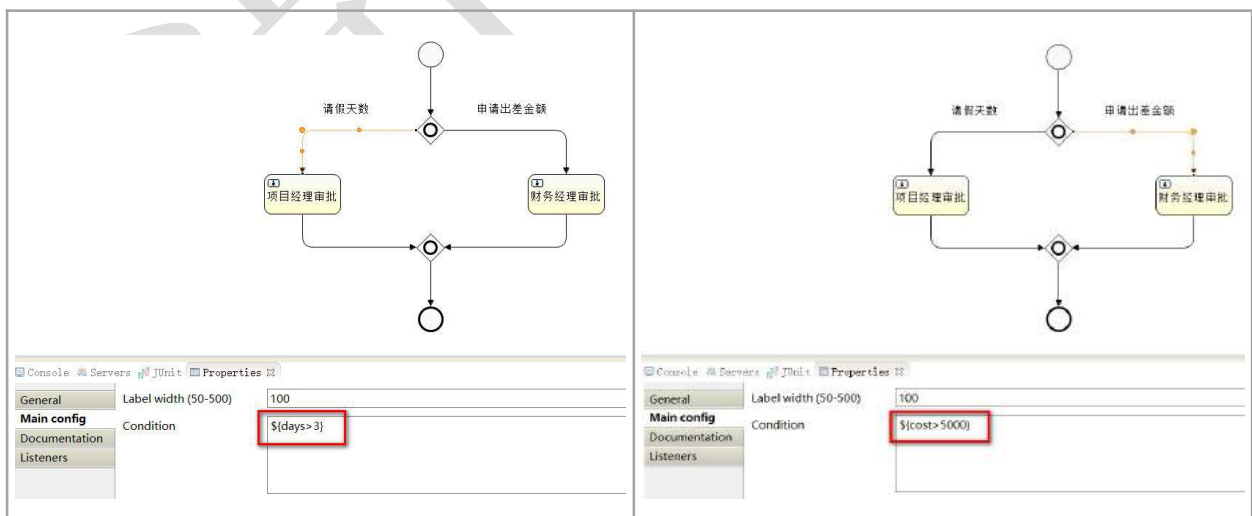 请假天数
申请出差金额
项目经理审批
财务经理审批
Console Servers JUnit Properties
General
Label width (50-500)
100
Main config
Condition
${days>3}
Documentation
Listeners
请假天数
申请出差金额
项目经理审批
财务经理审批
Console Servers JUnit Properties
General
Label width (50-500)
100
Main config
Condition
${cost>5000}
Documentation
Listeners